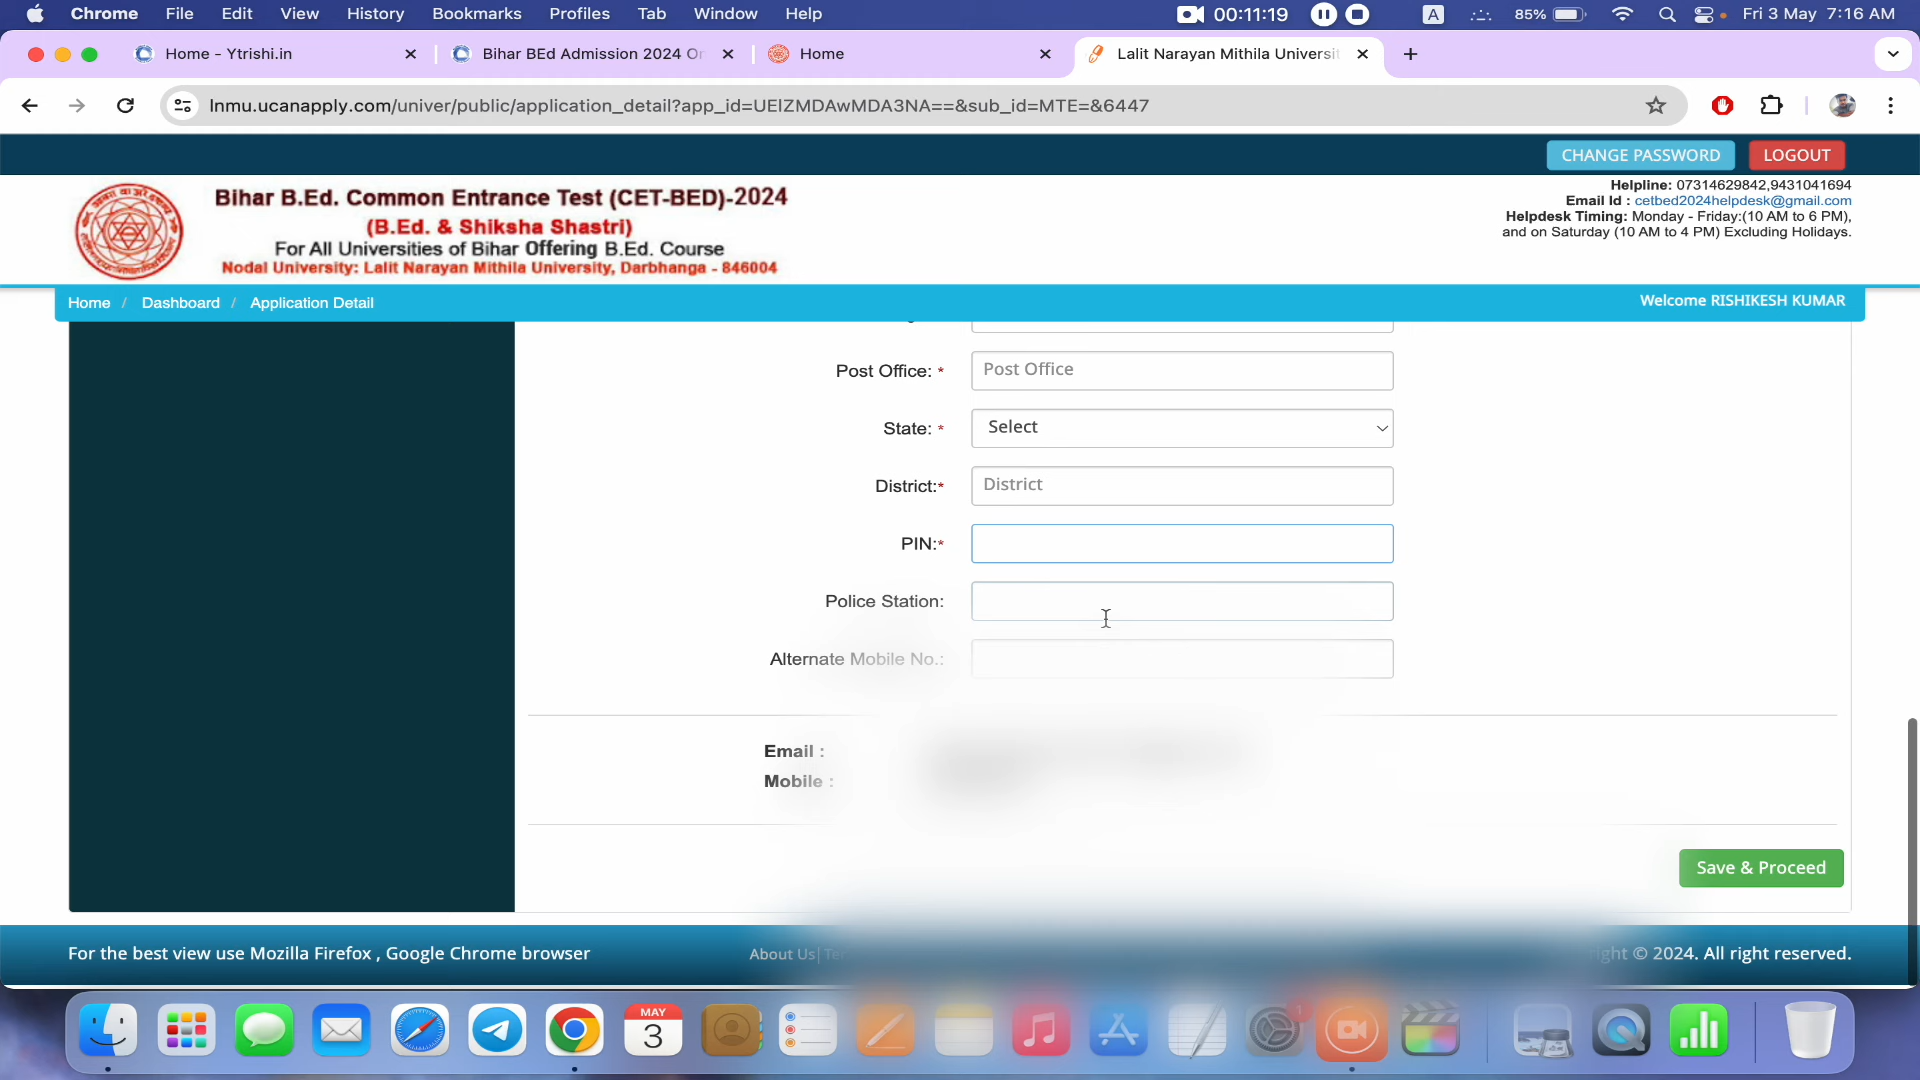 Chrome File Edit View History Bookmarks Profiles Tab Window Help 00:11:19 A 85% Fri 3 May 7:16 AM
Home - Ytrishi.in Bihar BEd Admission 2024 Or Home Lalit Narayan Mithila Universit
lnmu.ucanapply.com/univer/public/application_detail?app_id=UElZMDAwMDA3NA==&sub_id=MTE=&6447
CHANGE PASSWORD LOGOUT
Bihar B.Ed. Common Entrance Test (CET-BED)-2024
(B.Ed. & Shiksha Shastri)
For All Universities of Bihar Offering B.Ed. Course
Nodal University: Lalit Narayan Mithila University, Darbhanga - 846004
Helpline: 07314629842,9431041694
Email Id : cetbed2024helpdesk@gmail.com
Helpdesk Timing: Monday - Friday:(10 AM to 6 PM),
and on Saturday (10 AM to 4 PM) Excluding Holidays.
Home / Dashboard / Application Detail Welcome RISHIKESH KUMAR
Post Office: * Post Office
State: * Select
District:* District
PIN:*
Police Station:
Alternate Mobile No.:
Email :
Mobile :
Save & Proceed
For the best view use Mozilla Firefox , Google Chrome browser About Us| © 2024. All right reserved.
MAY
3
1